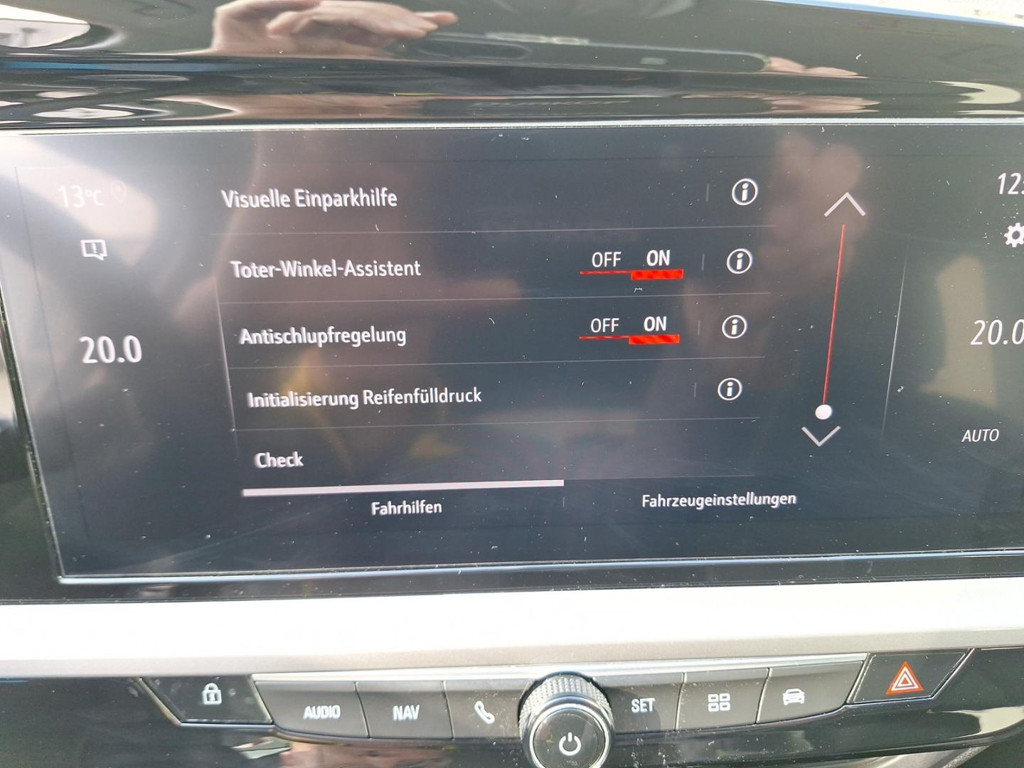 13°C
12
Visuelle Einparkhilfe
Toter-Winkel-Assistent OFF ON
Antischlupfregelung OFF ON
20.0
20.0
Initialisierung Reifenfülldruck
AUTO
Check
Fahrhilfen
Fahrzeugeinstellungen
AUDIO
NAV
SET